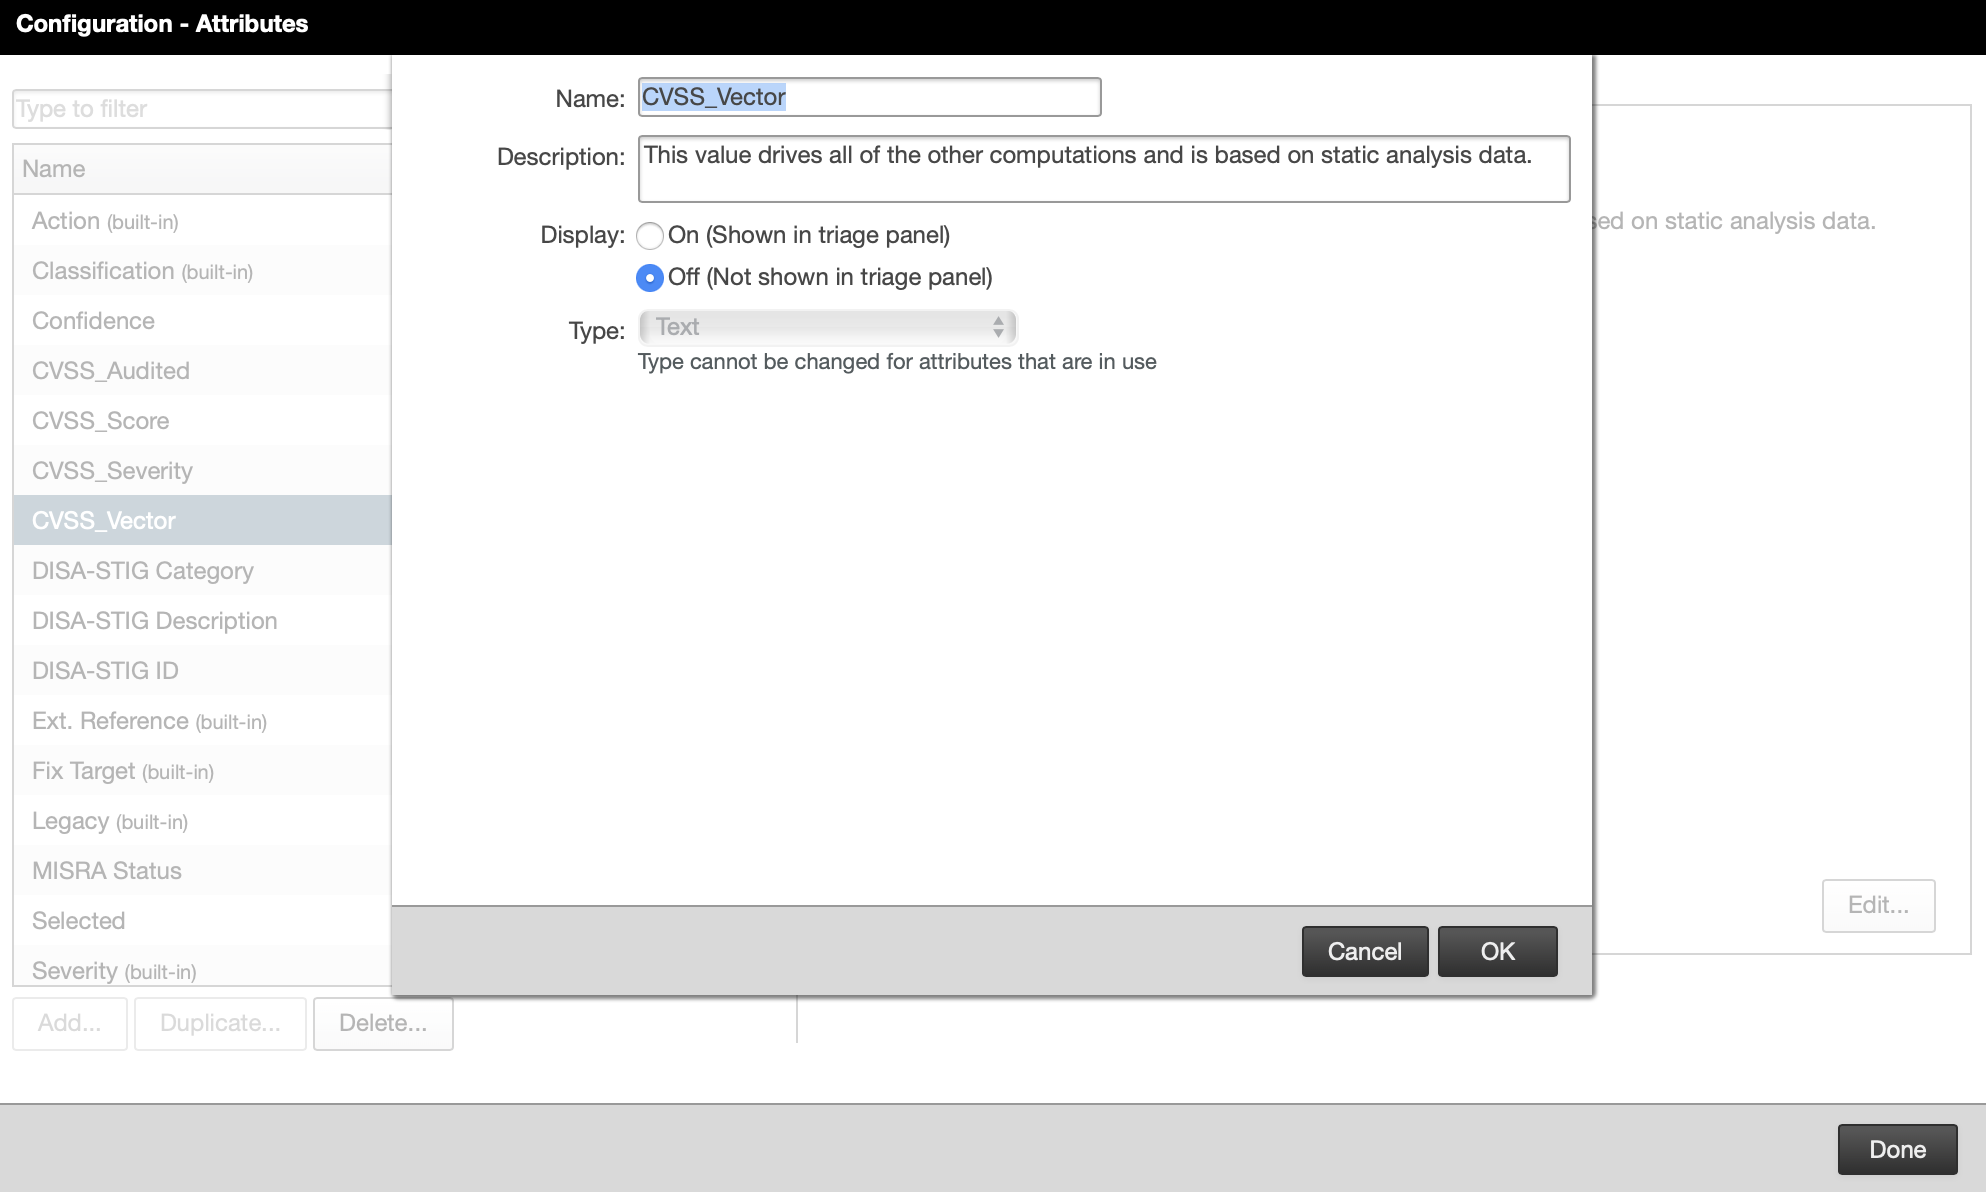 Configuration - Attributes
Type to filter
Name
Action (built-in)
Classification (built-in)
Confidence
CVSS_Audited
CVSS_Score
CVSS_Severity
CVSS_Vector
DISA-STIG Category
DISA-STIG Description
DISA-STIG ID
Ext. Reference (built-in)
Fix Target (built-in)
Legacy (built-in)
MISRA Status
Selected
Severity (built-in)
Add...
Duplicate...
Delete...
Name: CVSS_Vector
Description: This value drives all of the other computations and is based on static analysis data.
Display: On (Shown in triage panel)
Off (Not shown in triage panel)
Type: Text
Type cannot be changed for attributes that are in use
Cancel
OK
sed on static analysis data.
Edit...
Done